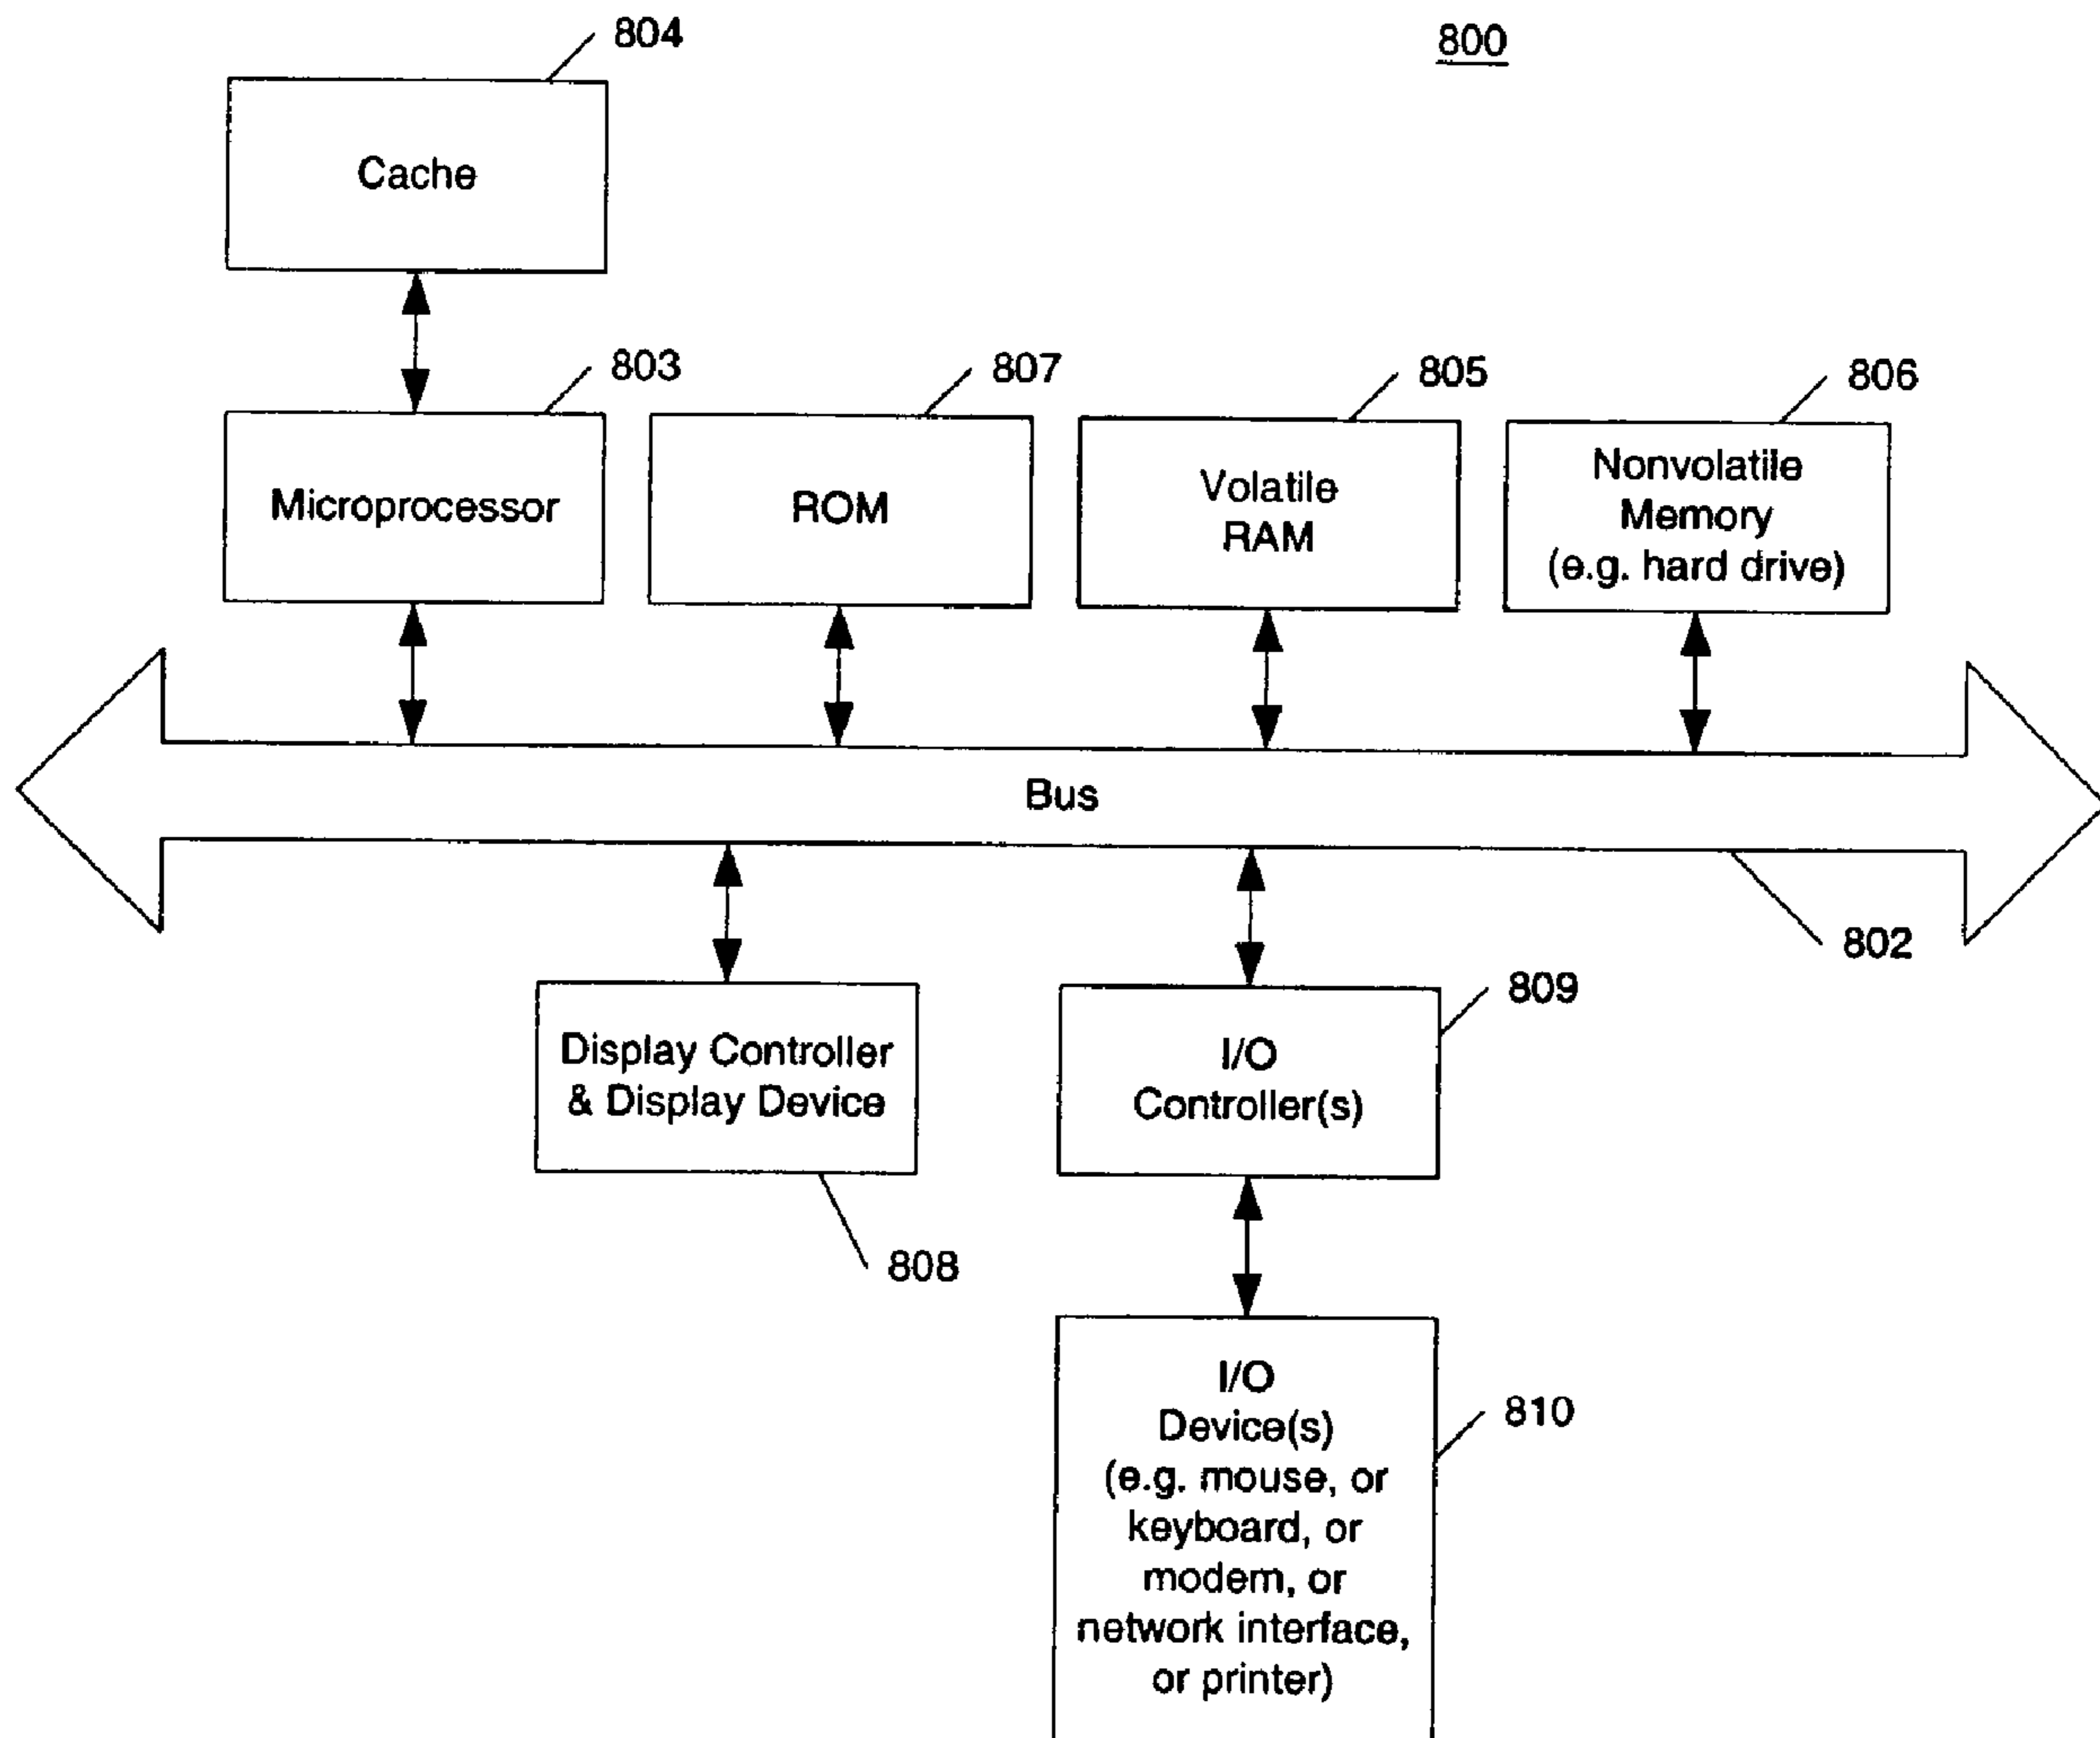 804
800
Cache
803
807
805
806
Microprocessor
ROM
Volatile
RAM
Nonvolatile
Memory
(e.g. hard drive)
Bus
802
Display Controller
& Display Device
808
I/O
Controller(s)
809
I/O
Device(s)
(e.g. mouse, or
keyboard, or
modem, or
network interface,
or printer)
810